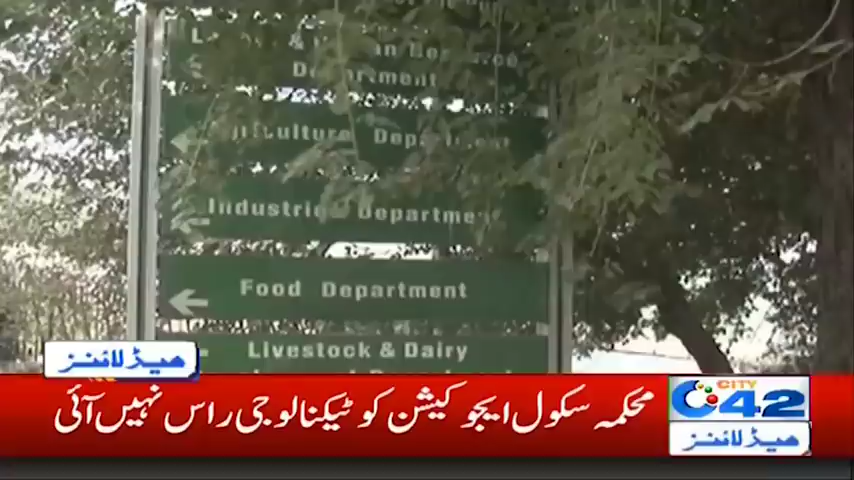 Department
Agriculture Department
Industries Department
Food Department
Livestock & Dairy
ہیڈلائنز
محکمہ سکول ایجوکیشن کو ٹیکنالوجی راس نہیں آئی
CITY
42
ہیڈلائنز